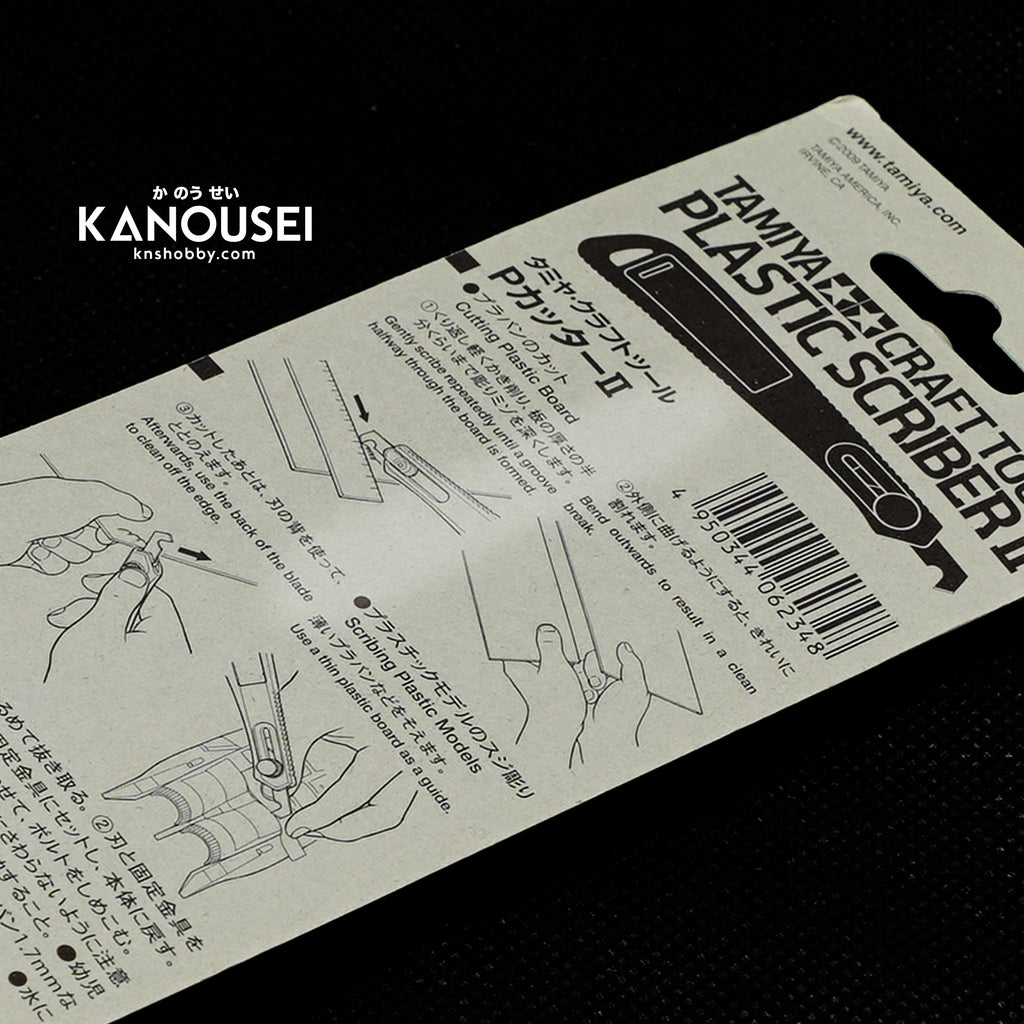 か の う せ い
KANOUSEI
knshobby.com
www.tamiya.com
©2009 TAMIYA
TAMIYA AMERICA, INC.
IRVINE, CA
TAMIYA CRAFT
PLASTIC SCRIBER II
タミヤ・クラフトツール
PカッターII
●プラバンのカット
Cutting Plastic Board
①くり返し軽くかき削り、板の厚さの半
分くらいまで彫りミゾを深くします。
Gently scribe repeatedly until a groove
halfway through the board is formed
4 950344 062348
②外側に曲げるようにすると、きれいに
割れます。
Bend outwards to result in a clean
break.
③カットしたあとは、刃の背を使って、
ととのえます。
Afterwards, use the back of the blade
to clean off the edge.
●プラスチックモデルのスジ彫り
Scribing Plastic Models
薄いプラバンなどをそえます。
Use a thin plastic board as a guide.
るめて抜き取る。②刃と固定金具を
固定金具にセットし、本体に戻す。
せて、ボルトをしめこむ。
にさわらないように注意
すること。●幼児
バン1.7mmな
●水に